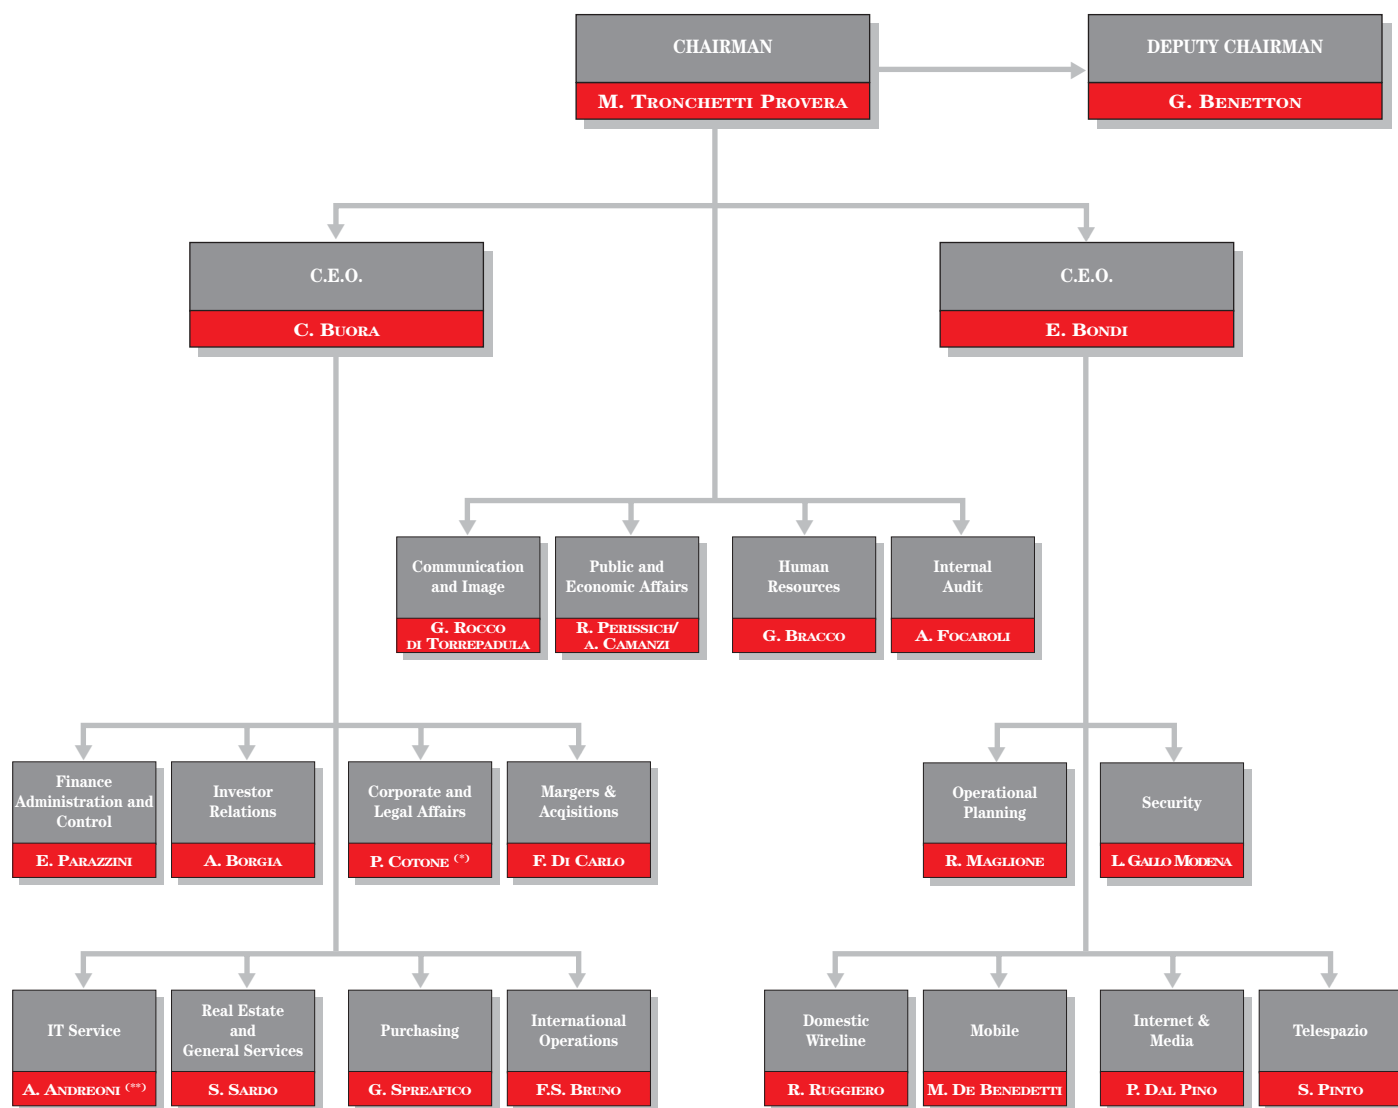 CHAIRMAN
M. TRONCHETTI PROVERA
DEPUTY CHAIRMAN
G. BENETTON
C.E.O.
C. BUORA
C.E.O.
E. BONDI
Communication
and Image
G. ROCCO
DI TORREPADULA
Public and
Economic Affairs
R. PERISSICH/
A. CAMANZI
Human
Resources
G. BRACCO
Internal
Audit
A. FOCAROLI
Finance
Administration and
Control
E. PARAZZINI
Investor
Relations
A. BORGIA
Corporate and
Legal Affairs
P. COTONE (*)
Margers &
Acqisitions
F. DI CARLO
Operational
Planning
R. MAGLIONE
Security
L. GALLO MODENA
IT Service
A. ANDREONI (**)
Real Estate
and
General Services
S. SARDO
Purchasing
G. SPREAFICO
International
Operations
F.S. BRUNO
Domestic
Wireline
R. RUGGIERO
Mobile
M. DE BENEDETTI
Internet &
Media
P. DAL PINO
Telespazio
S. PINTO